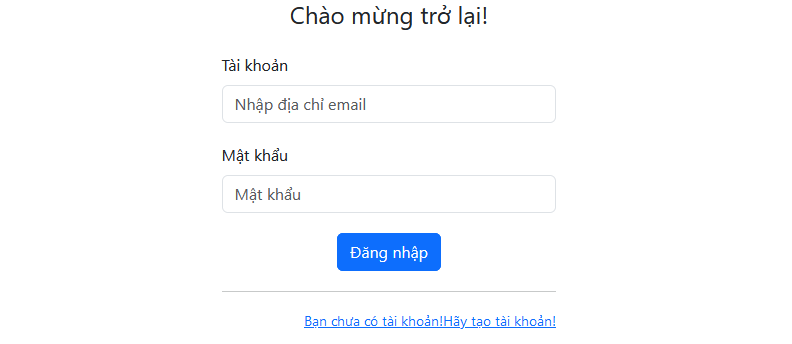 Chào mừng trở lại!
Tài khoản
Nhập địa chỉ email
Mật khẩu
Mật khẩu
Đăng nhập
Bạn chưa có tài khoản!Hãy tạo tài khoản!